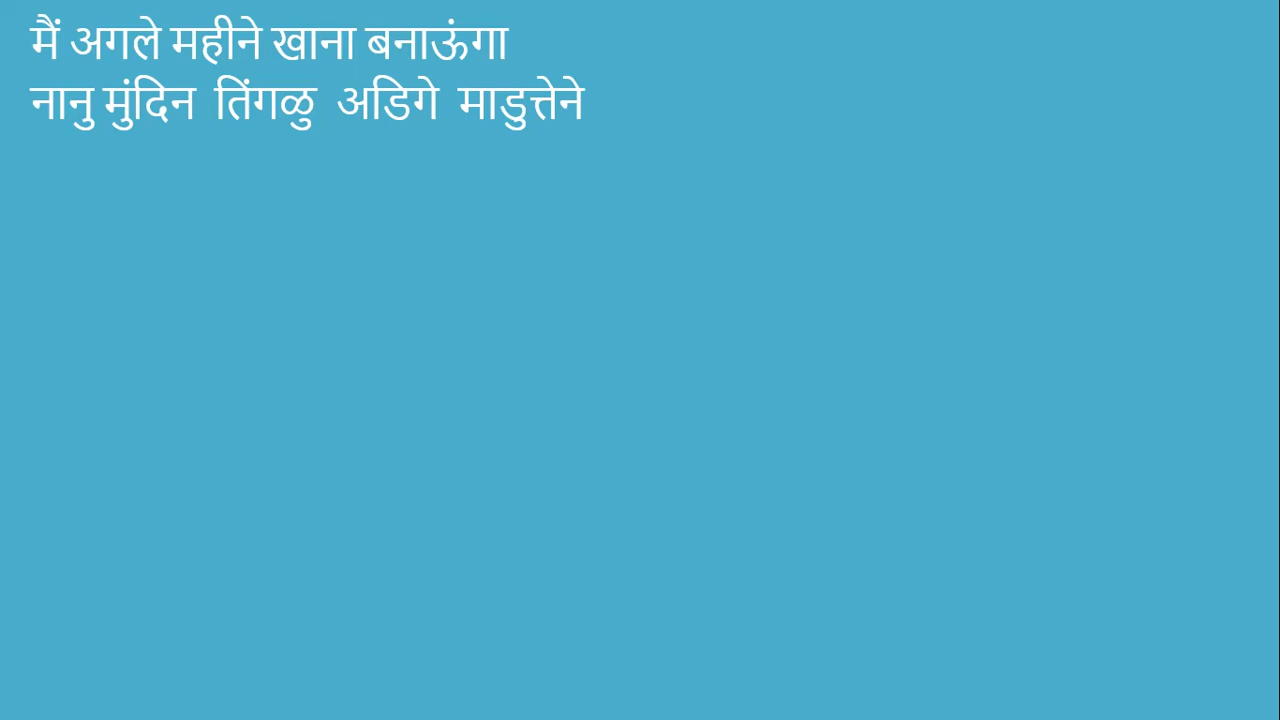 मैं अगले महीने खाना बनाऊंगा
नानु मुंदिन तिंगळु अडिगे माडुत्तेने